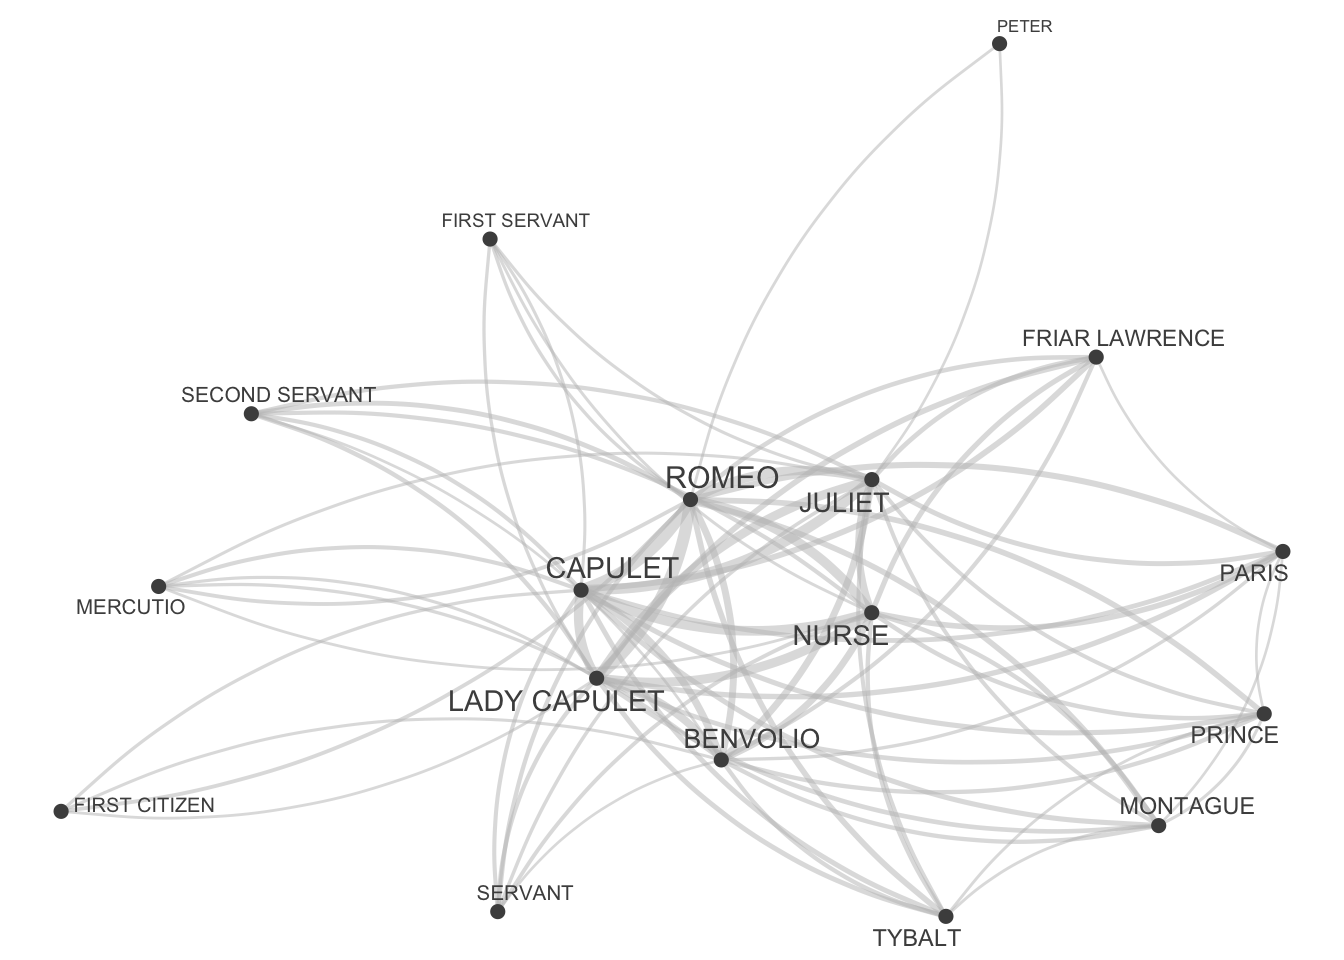 PETER
FIRST SERVANT
FRIAR LAWRENCE
SECOND SERVANT
ROMEO
JULIET
CAPULET
PARIS
MERCUTIO
NURSE
LADY CAPULET
PRINCE
BENVOLIO
FIRST CITIZEN
MONTAGUE
SERVANT
TYBALT